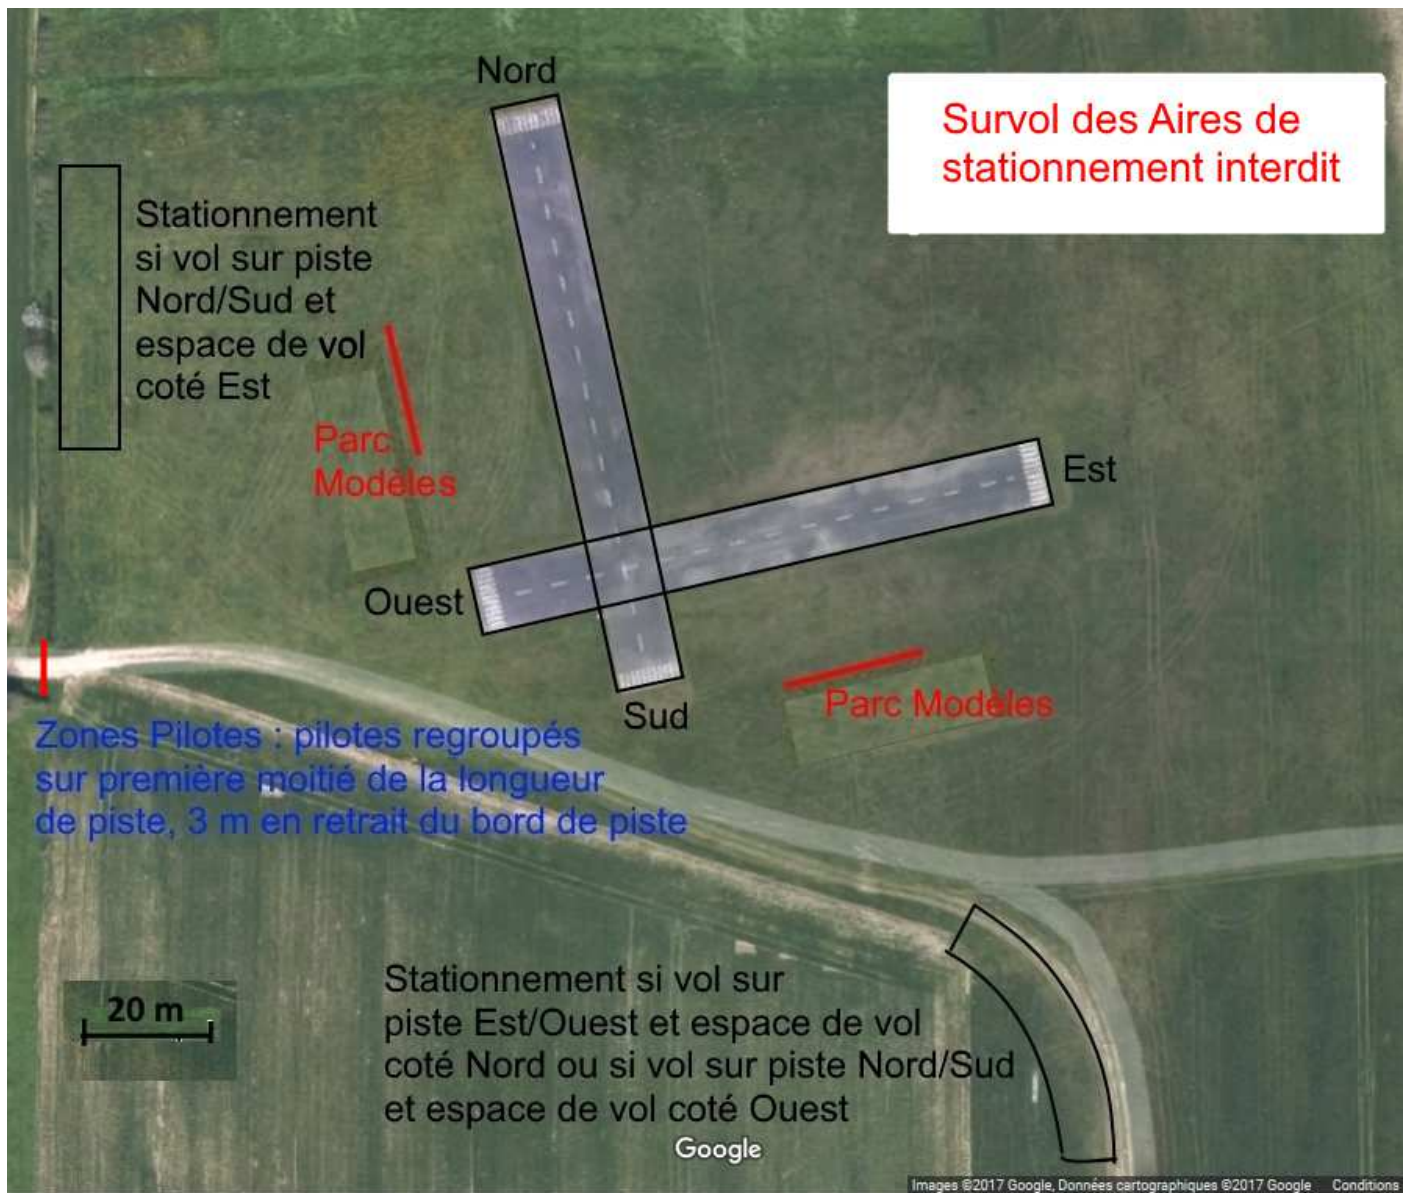 Nord
Survol des Aires de
stationnement interdit
Stationnement
si vol sur piste
Nord/Sud et
espace de vol
coté Est
Parc
Modèles
Est
Ouest
Sud
Parc Modèles
Zones Pilotes : pilotes regroupés
sur première moitié de la longueur
de piste, 3 m en retrait du bord de piste
20 m
Stationnement si vol sur
piste Est/Ouest et espace de vol
coté Nord ou si vol sur piste Nord/Sud
et espace de vol coté Ouest
Google
Images ©2017 Google, Données cartographiques ©2017 Google Conditions